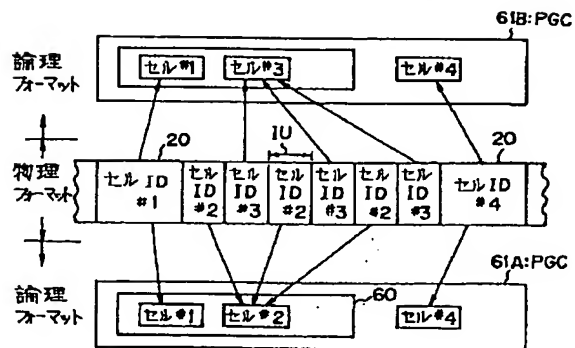 61B:PGC
論理
フォーマット
セル#1
セル#3
セル#4
20
IU
20
物理
フォーマット
セル ID
#1
セル
ID
#2
セル
ID
#3
セル
ID
#2
セル
ID
#3
セル
ID
#2
セル
ID
#3
セル ID
#4
61A:PGC
論理
フォーマット
セル#1
セル#2
60
セル#4